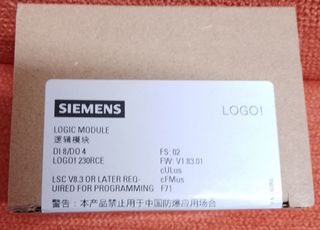 SIEMENS
LOGO!
LOGIC MODULE
逻辑模块
DI 8/DO 4 FS: 02
LOGO! 230RCE FW: V1.83.01
cULus
LSC V8.3 OR LATER REQ- cFMus
UIRED FOR PROGRAMMING F71
警告：本产品禁止用于中国防爆应用场合